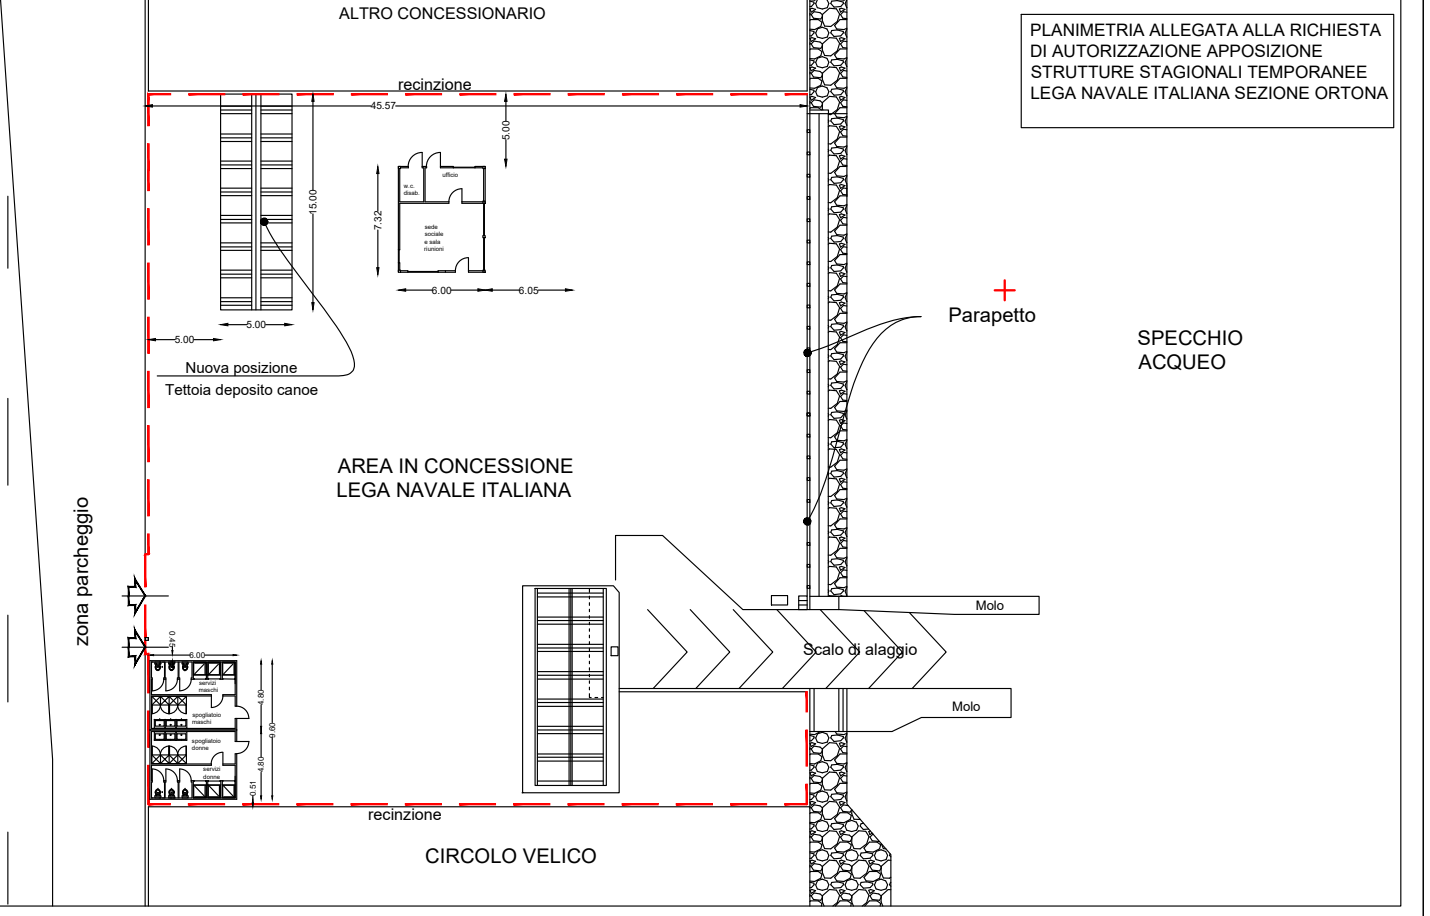 ALTRO CONCESSIONARIO
PLANIMETRIA ALLEGATA ALLA RICHIESTA
DI AUTORIZZAZIONE APPOSIZIONE
STRUTTURE STAGIONALI TEMPORANEE
LEGA NAVALE ITALIANA SEZIONE ORTONA
recinzione
45.57
5.00
15.00
7.32
w.c.
disab.
ufficio
sede
sociale
e sala
riunioni
6.00
6.05
5.00
5.00
Nuova posizione
Tettoia deposito canoe
Parapetto
SPECCHIO
ACQUEO
AREA IN CONCESSIONE
LEGA NAVALE ITALIANA
zona parcheggio
Molo
Scalo di alaggio
Molo
0.45
6.00
servizi
maschi
spogliatoio
maschi
spogliatoio
donne
servizi
donne
4.80
4.80
9.60
0.51
recinzione
CIRCOLO VELICO